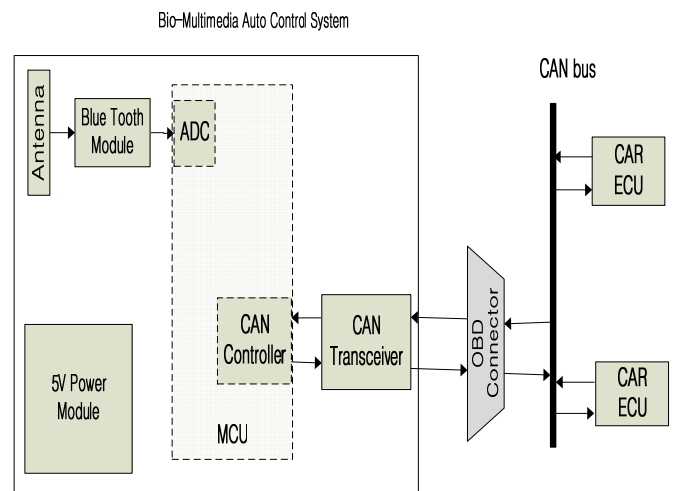 Bio-Multimedia Auto Control System
CAN bus
Antenna
Blue Tooth
Module
ADC
CAR
ECU
CAN
Controller
CAN
Transceiver
OBD
Connector
5V Power
Module
MCU
CAR
ECU